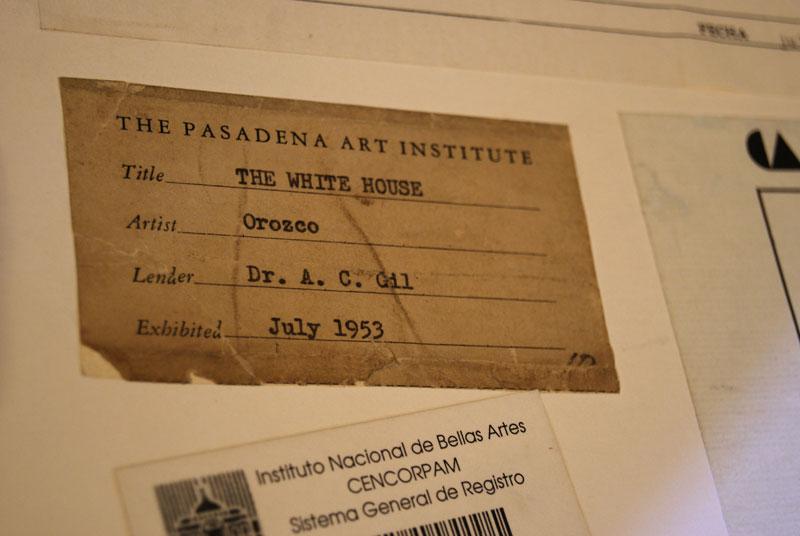 FECHA
THE PASADENA ART INSTITUTE
Title THE WHITE HOUSE
Artist Orozco
Lender Dr. A. C. Gil
Exhibited July 1953
Instituto Nacional de Bellas Artes
CENCORPAM
Sistema General de Registro